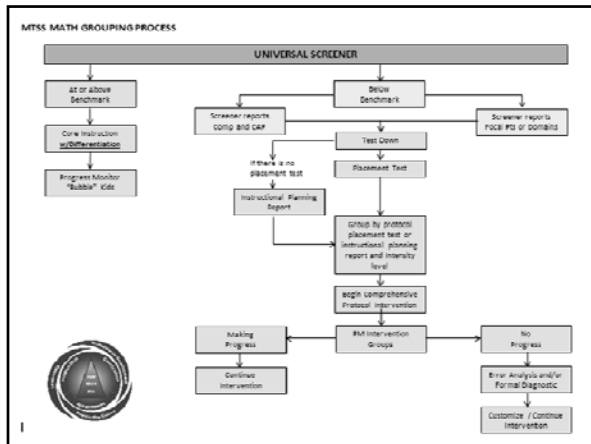 MTSS MATH GROUPING PROCESS
UNIVERSAL SCREENER
At or Above
Benchmark
Core Instruction
w/Differentiation
Progress Monitor
"Bubble" Kids
Below
Benchmark
Screener reports
Comp and CAP
Screener reports
Focal Pts or Domains
Test Down
If there is no
placement test
Placement Test
Instructional Planning
Report
Group by protocol
placement test or
instructional planning
report and intensity
level
Begin Comprehensive
Protocol Intervention
Making
Progress
PM Intervention
Groups
No
Progress
Continue
Intervention
Error Analysis and/or
Formal Diagnostic
Customize / Continue
Intervention